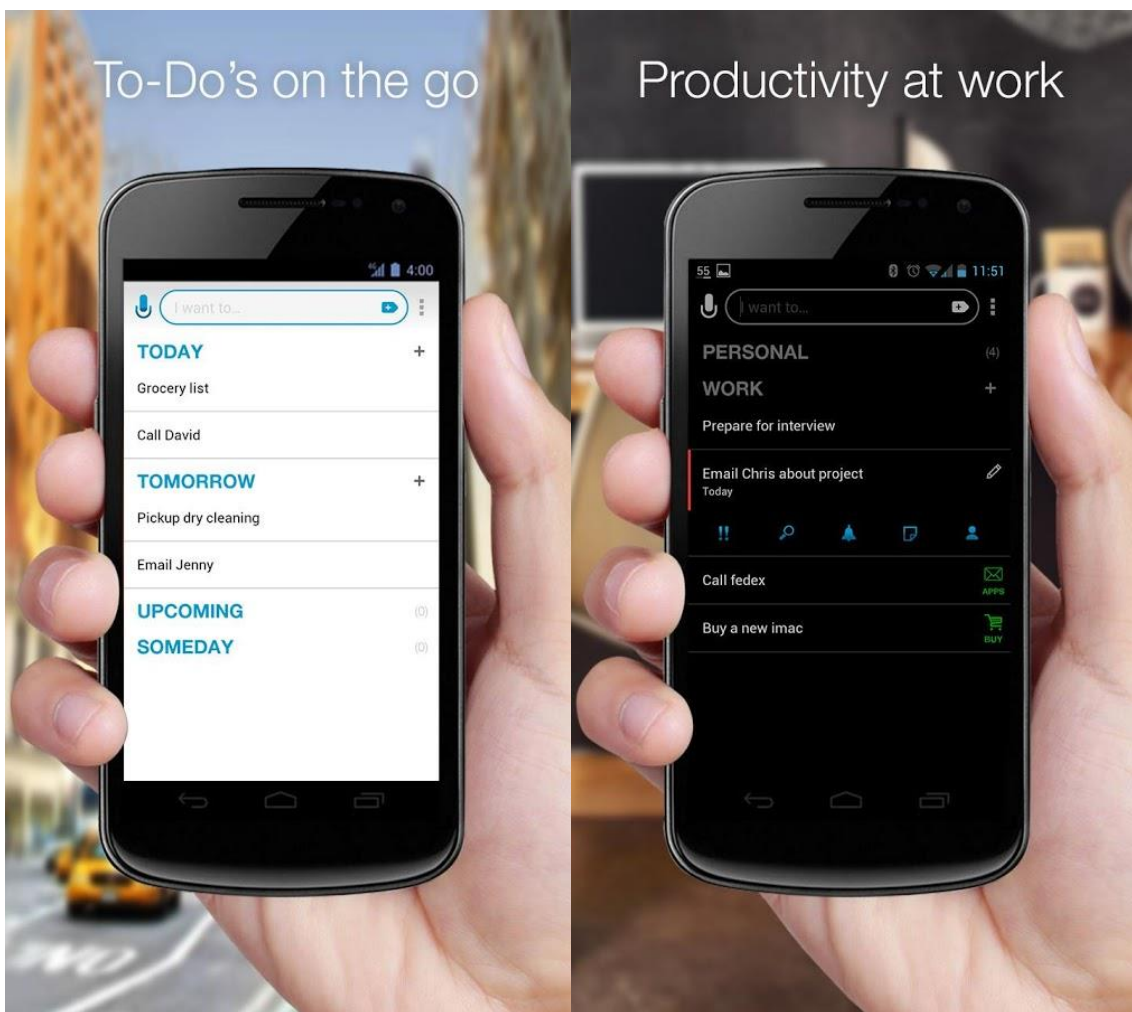 To-Do's on the go
4G 4:00
I want to...
TODAY +
Grocery list
Call David
TOMORROW +
Pickup dry cleaning
Email Jenny
UPCOMING (0)
SOMEDAY (0)
Productivity at work
55 11:51
I want to...
PERSONAL (4)
WORK +
Prepare for interview
Email Chris about project
Today
!!
Call fedex
APPS
Buy a new imac
BUY